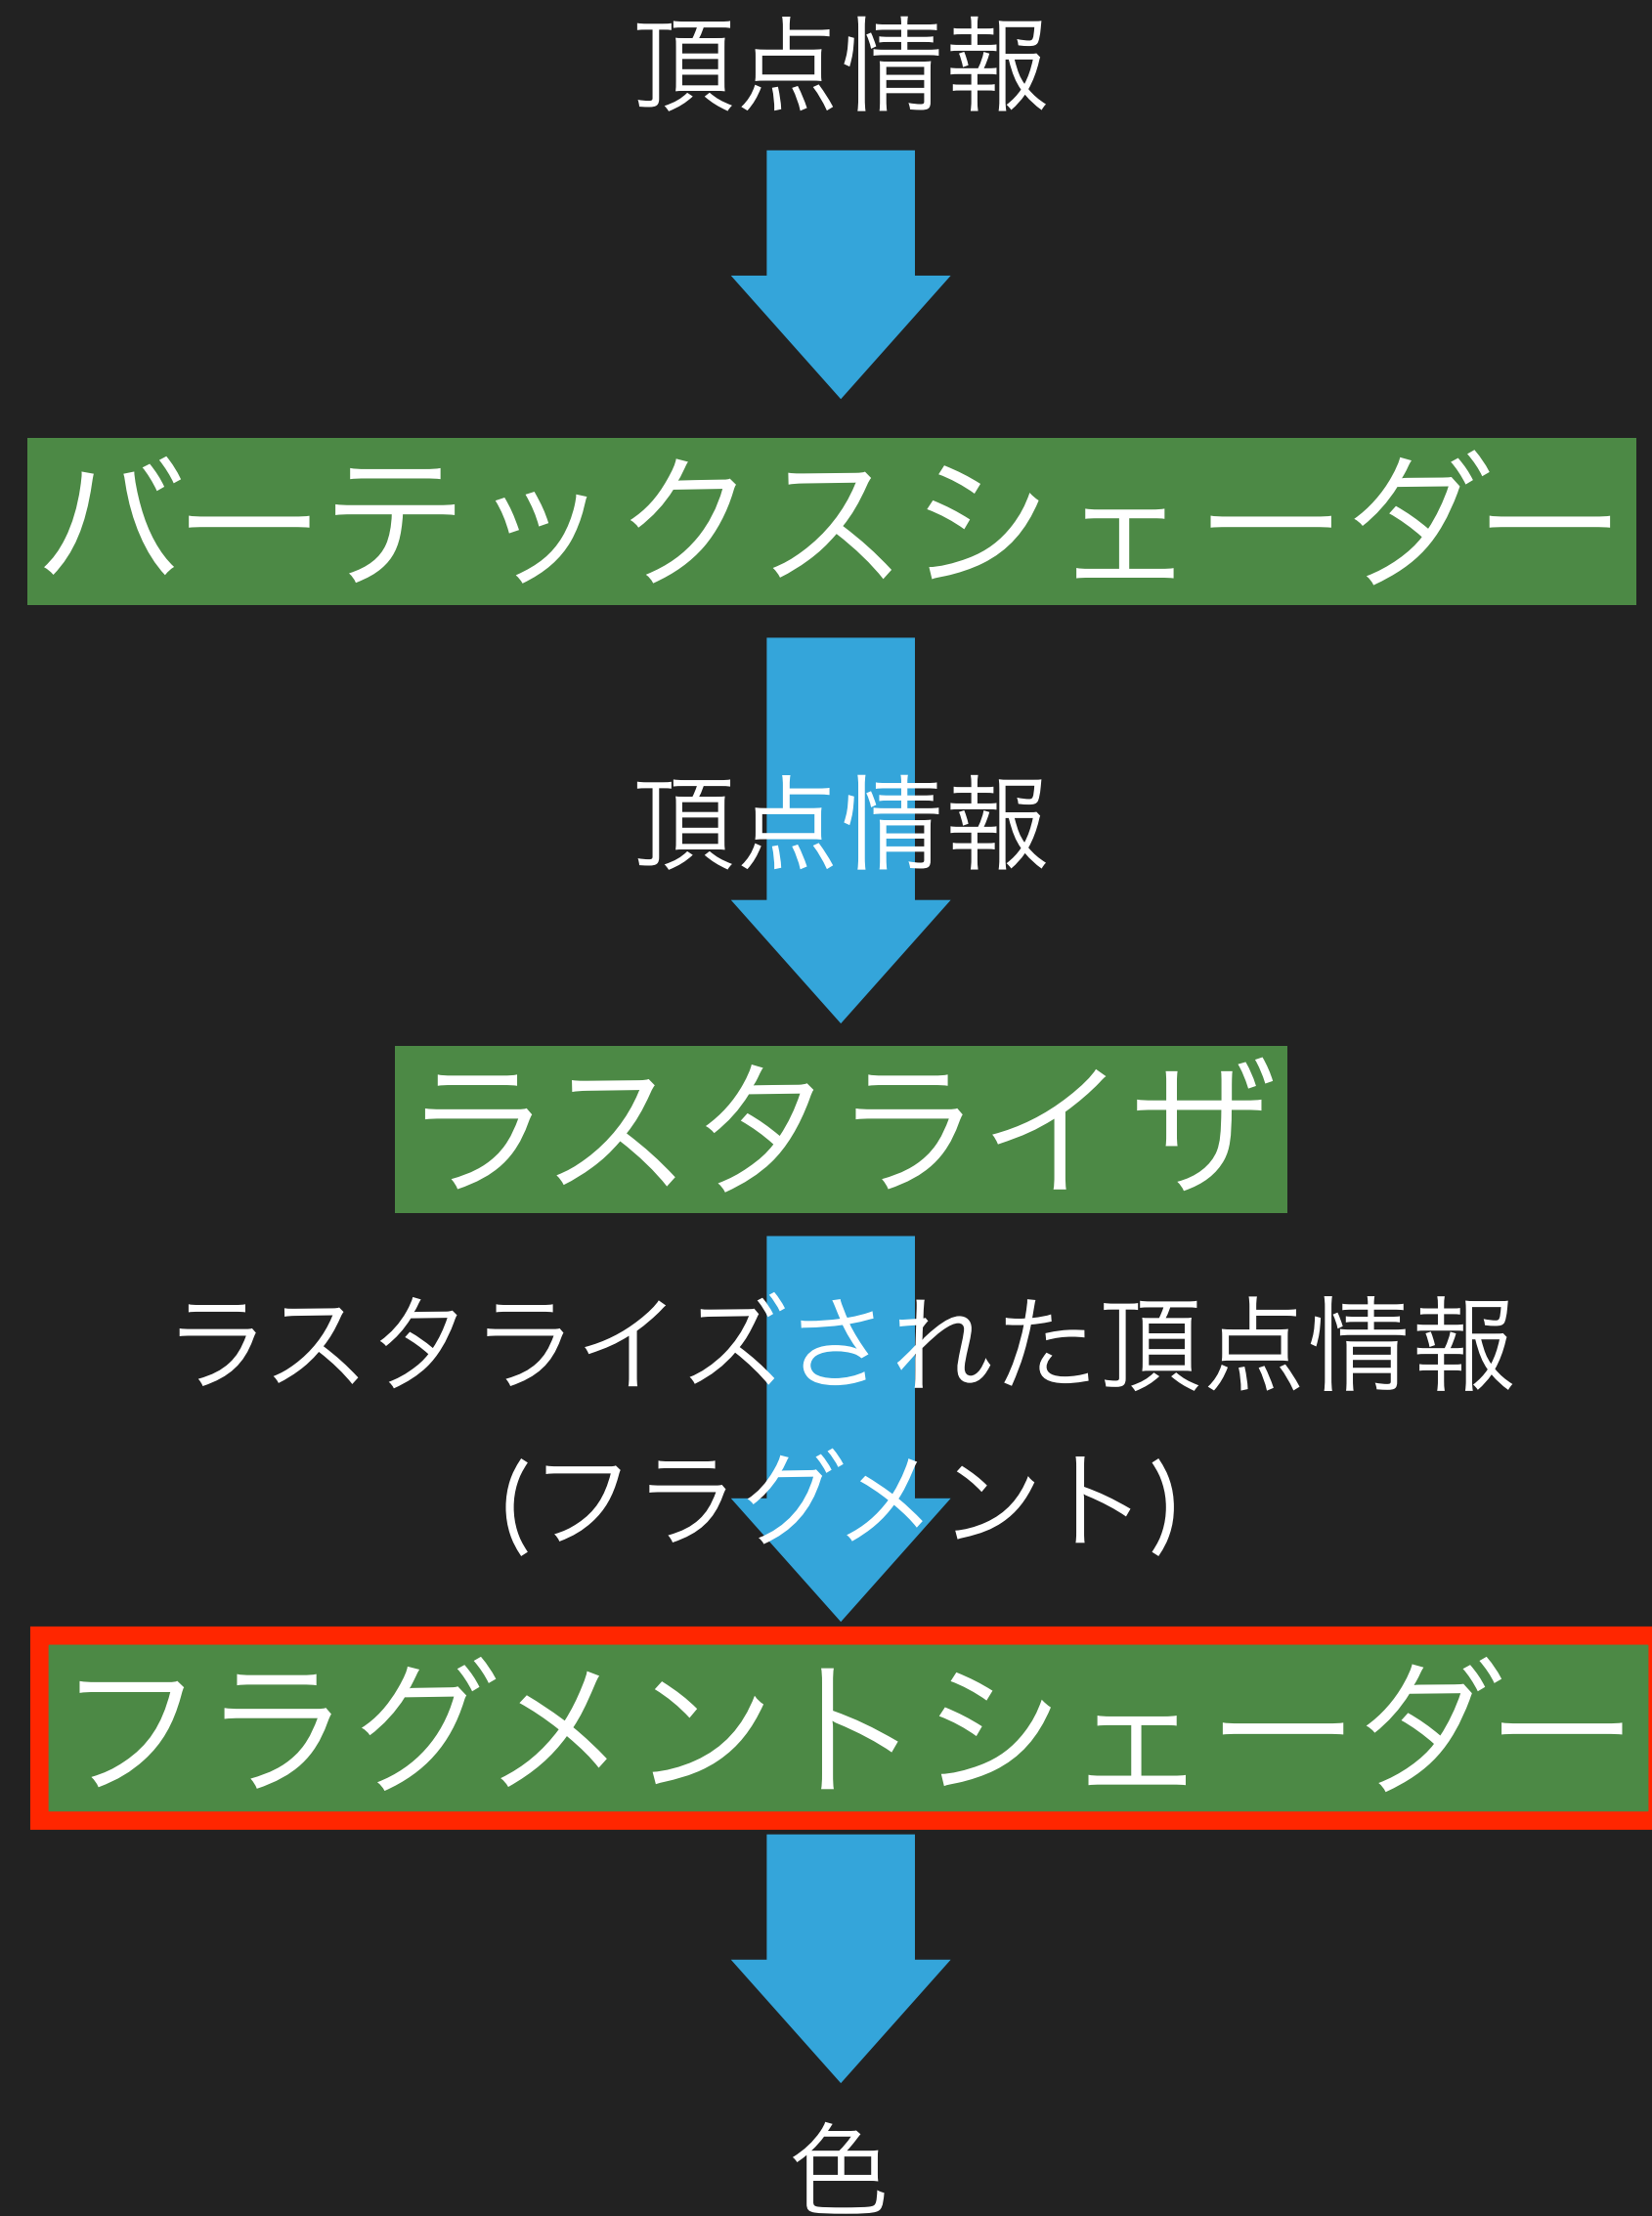 頂点情報
バーテックスシェーダー
頂点情報
ラスタライザ
ラスタライズされた頂点情報
(フラグメント)
フラグメントシェーダー
色